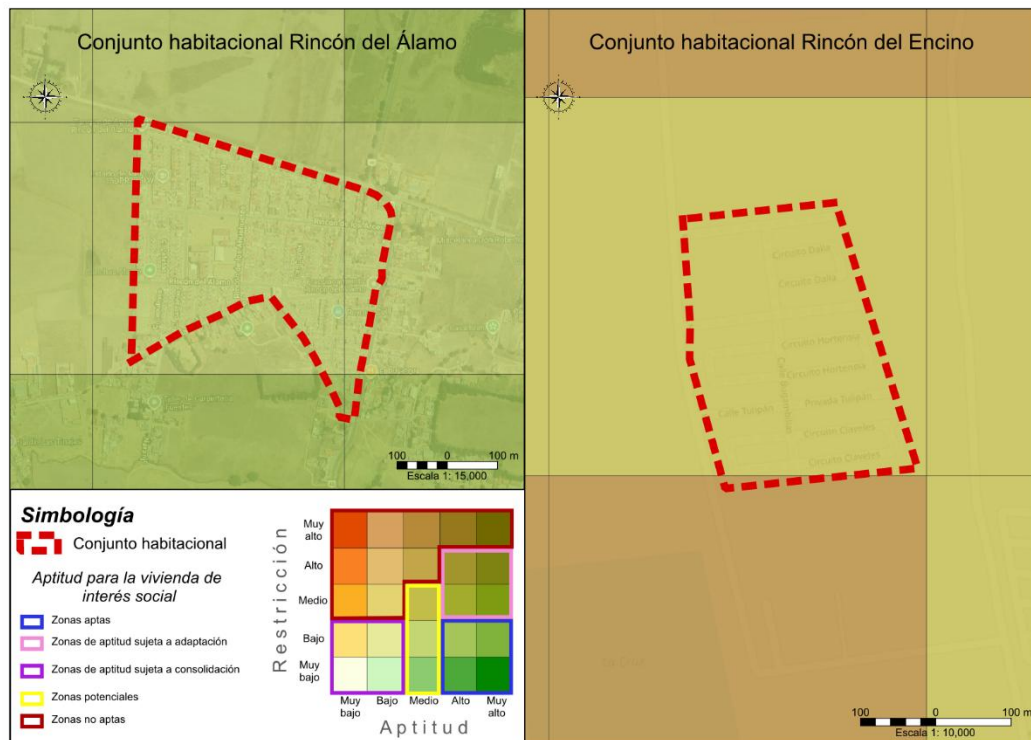 Conjunto habitacional Rincón del Álamo
100 0 100 m
Escala 1: 15,000
Conjunto habitacional Rincón del Encino
Circuito Dalia
Circuito Dalia
Circuito Hortensia
Circuito Hortensia
Calle Tulipán
Privada Tulipán
100 0 100 m
Escala 1: 10,000
Simbología
Conjunto habitacional
Aptitud para la vivienda de
interés social
Zonas aptas
Zonas de aptitud sujeta a adaptación
Zonas de aptitud sujeta a consolidación
Zonas potenciales
Zonas no aptas
Restricción
Muy
alto
Alto
Medio
Bajo
Muy
bajo
Muy
bajo
Bajo
Medio
Alto
Muy
alto
Aptitud